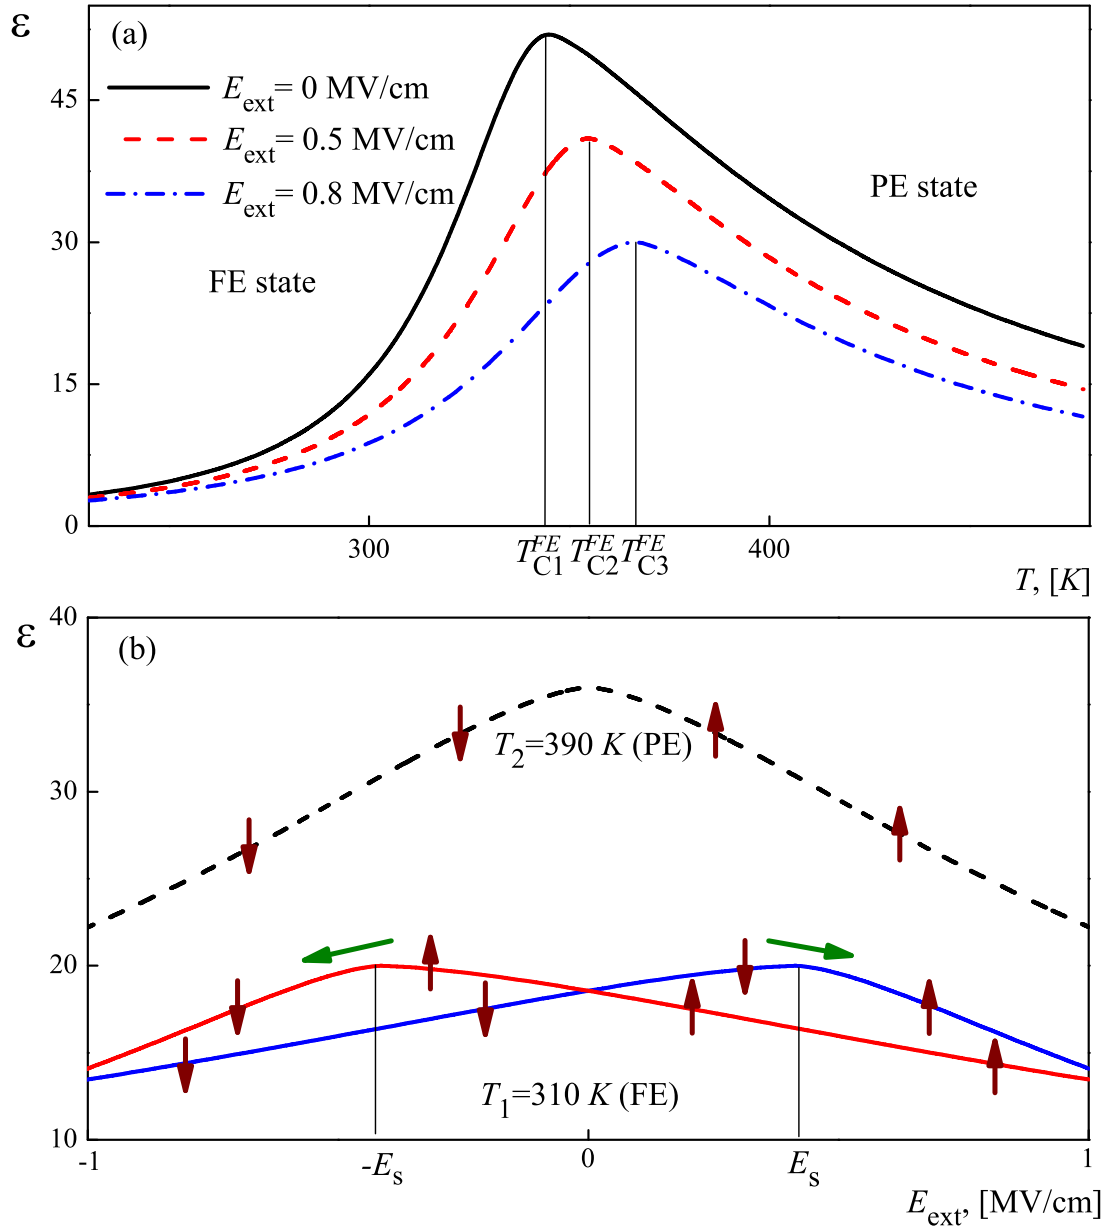 ε
(a)
E_ext= 0 MV/cm
E_ext= 0.5 MV/cm
E_ext= 0.8 MV/cm
PE state
FE state
45
30
15
0
300
400
T_C1^FE T_C2^FE T_C3^FE
T, [K]
ε
(b)
40
30
20
10
T_2=390 K (PE)
T_1=310 K (FE)
-1
-E_s
0
E_s
1
E_ext, [MV/cm]